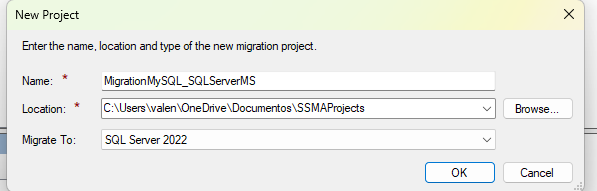 New Project
Enter the name, location and type of the new migration project.
Name: * MigrationMySQL_SQLServerMS
Location: * C:\Users\valen\OneDrive\Documentos\SSMAProjects Browse...
Migrate To: SQL Server 2022
OK Cancel